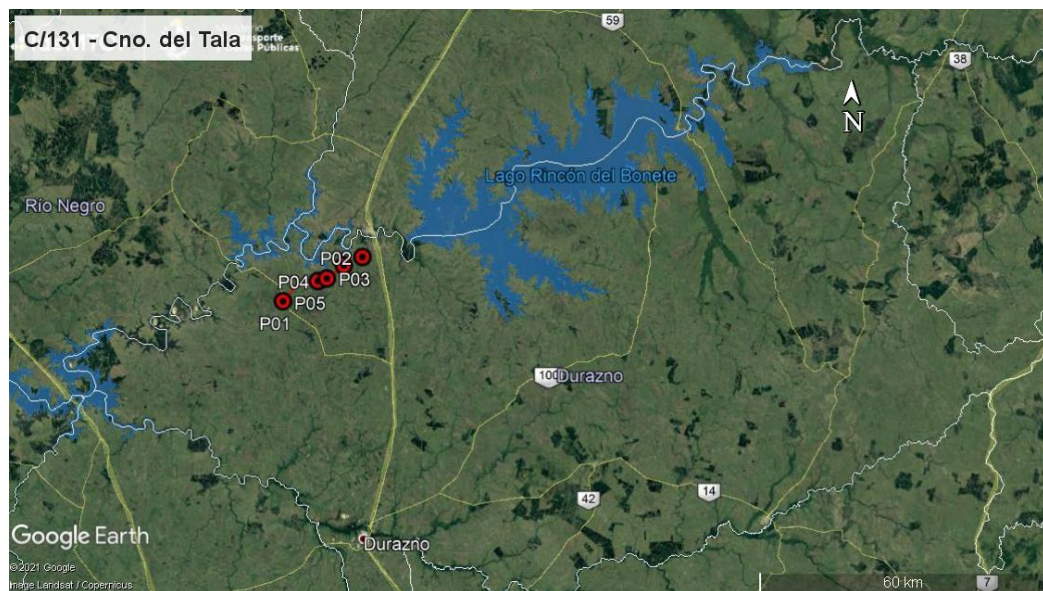 C/131 - Cno. del Tala
59
38
N
Lago Rincón del Bonete
Río Negro
P02
P04
P03
P05
P01
100
Durazno
42
14
Google Earth
Durazno
©2021 Google
Image Landsat / Copernicus
60 km
7